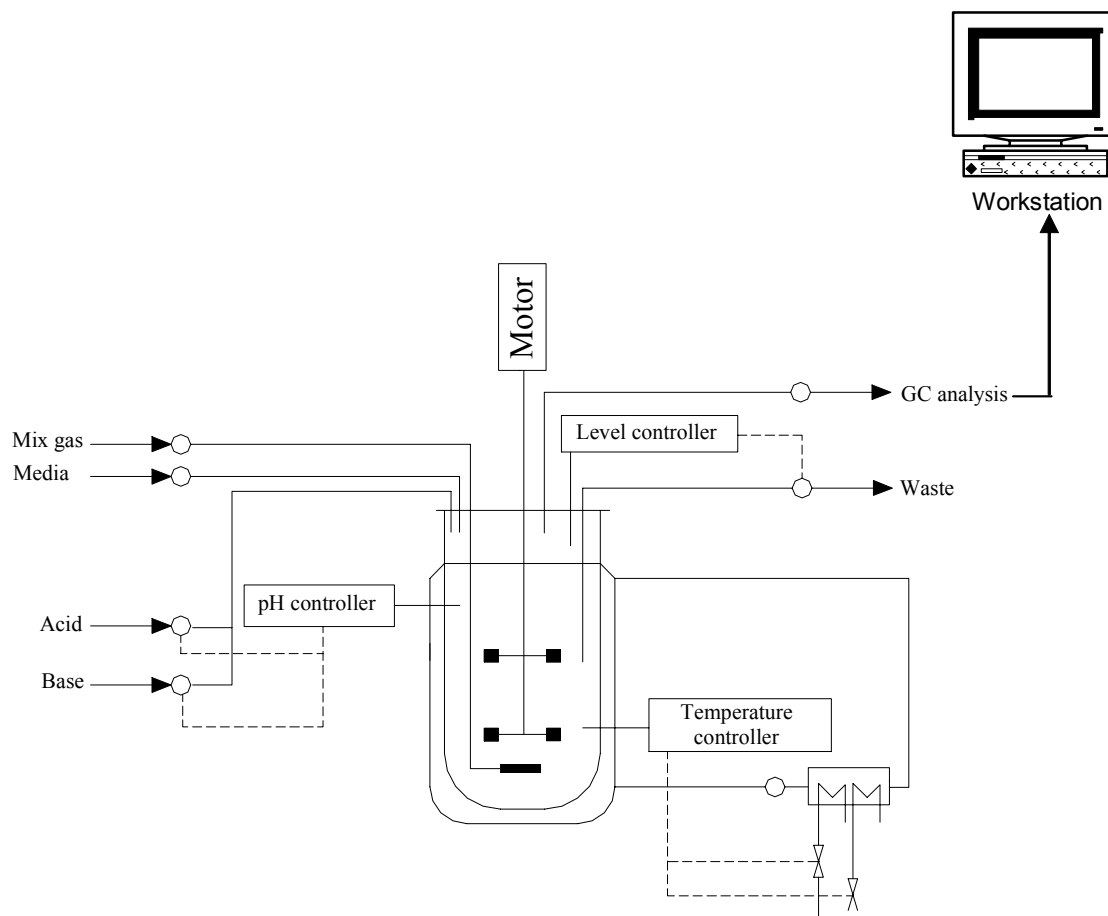 Workstation
Motor
GC analysis
Mix gas
Level controller
Media
Waste
pH controller
Acid
Base
Temperature
controller